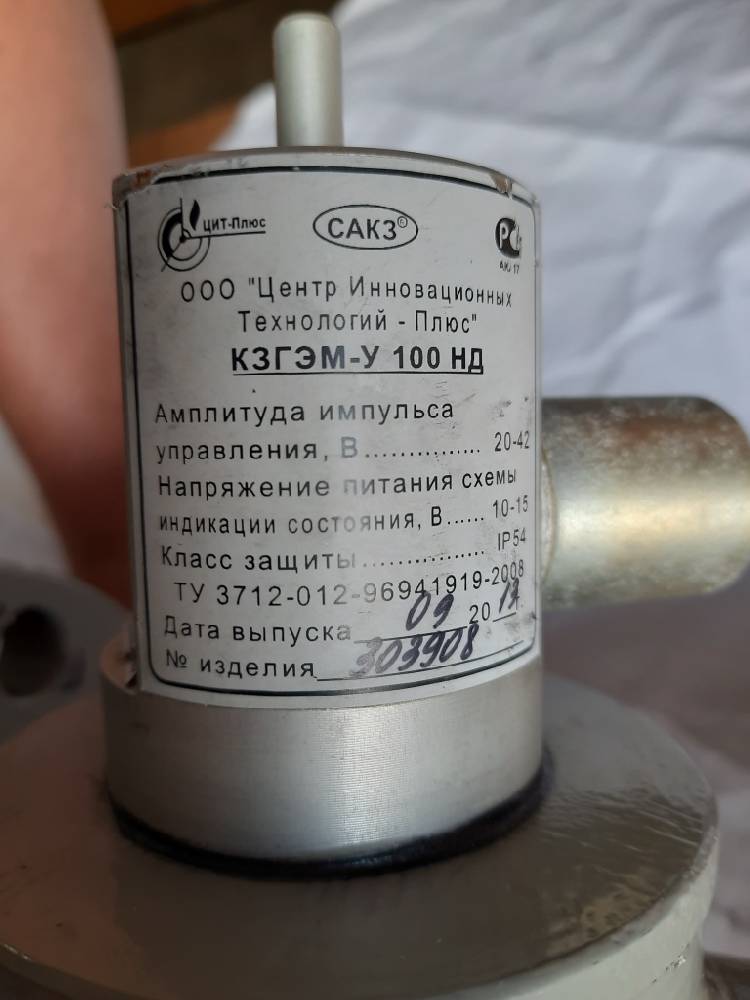 ЦИТ-Плюс
САКЗ®
ООО "Центр Инновационных
Технологий - Плюс"
КЗГЭМ-У 100 НД
Амплитуда импульса
управления, В............... 20-42
Напряжение питания схемы
индикации состояния, В...... 10-15
Класс защиты................ IP54
ТУ 3712-012-96941919-2008
Дата выпуска 09 20
№ изделия 303908